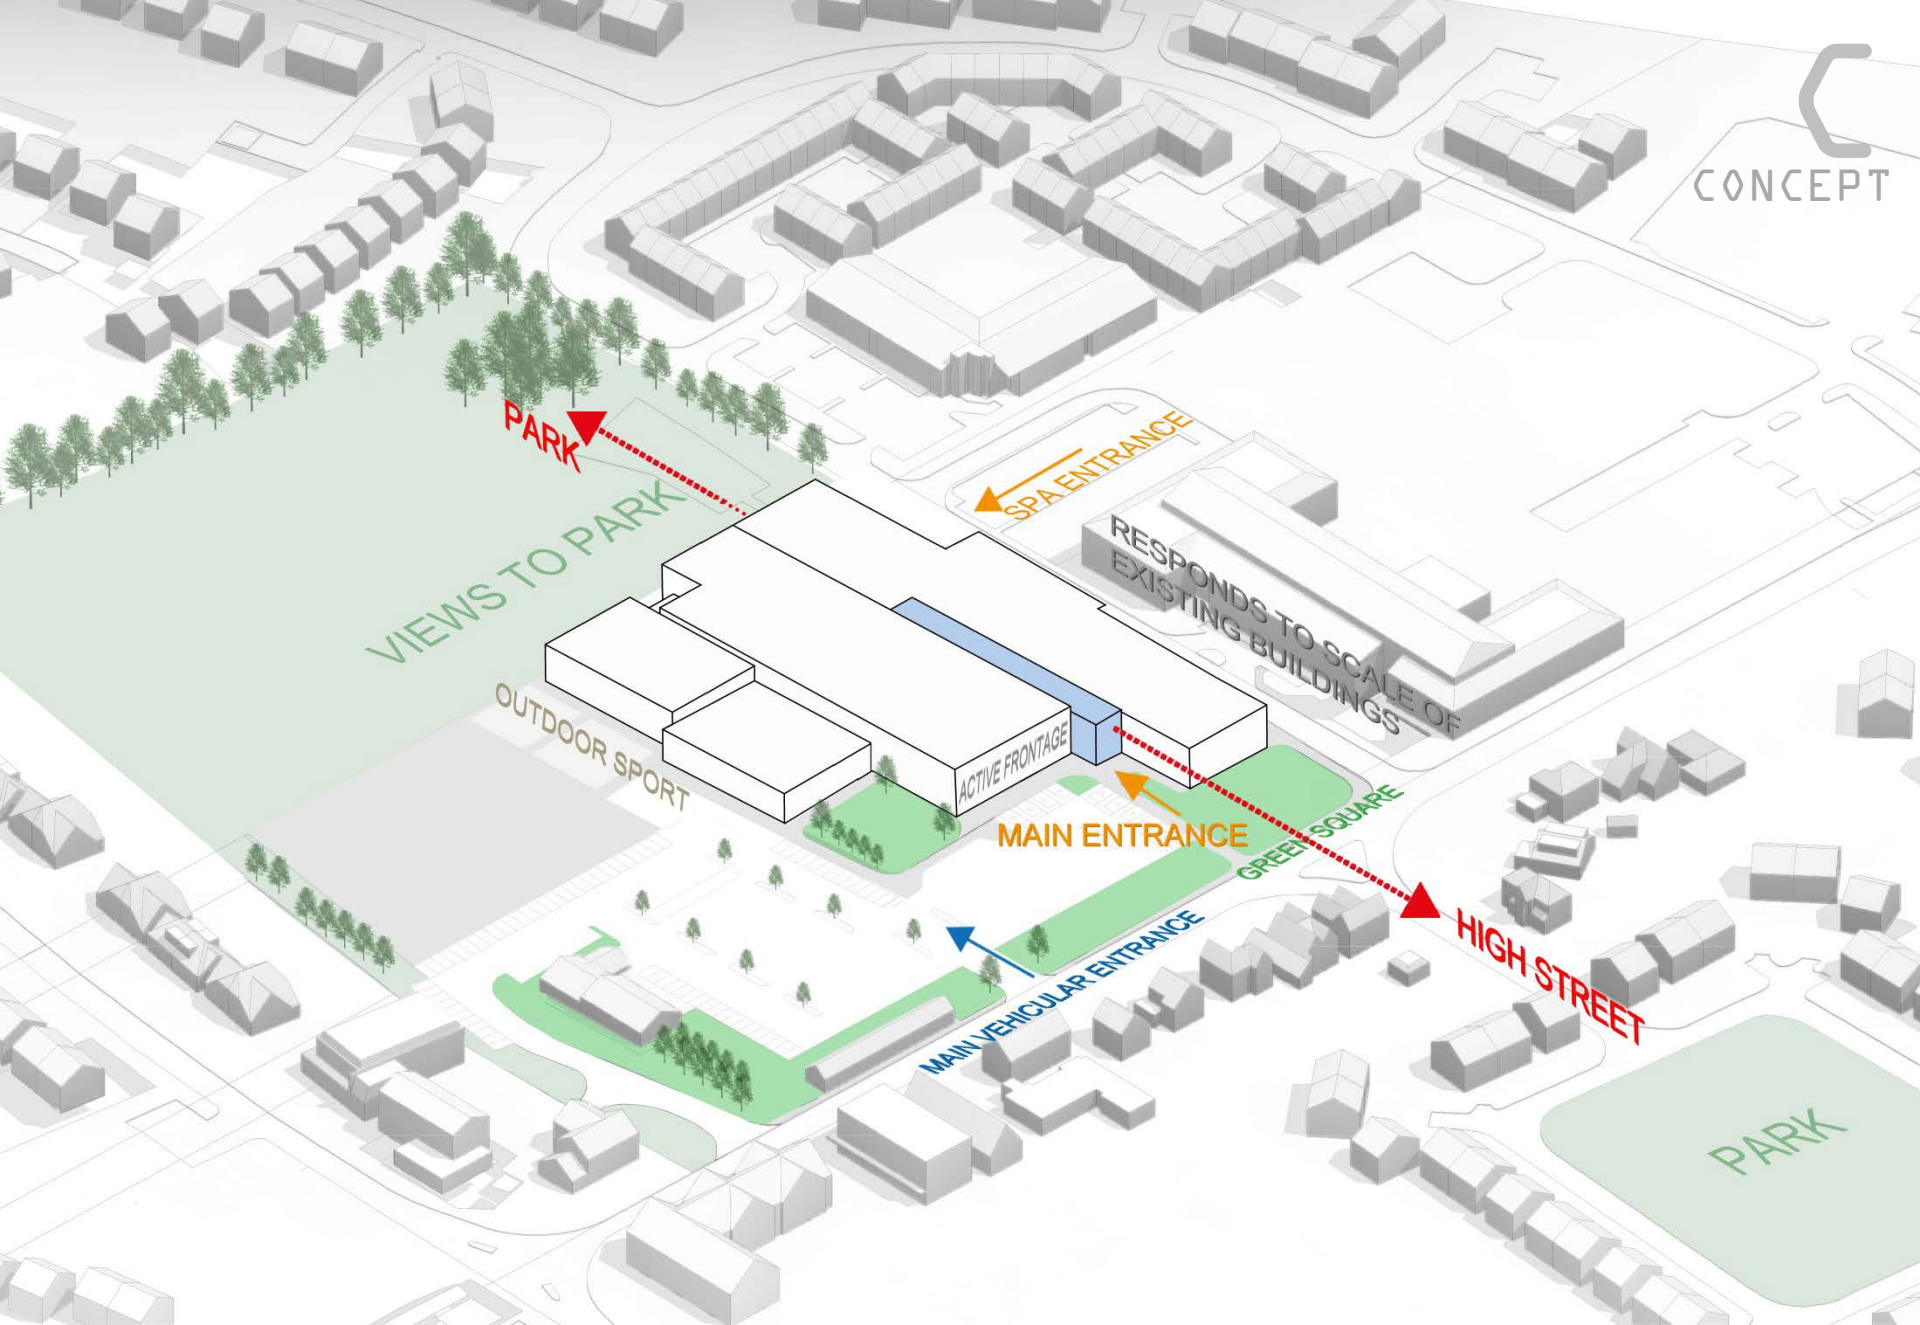 CONCEPT
PARK
SPA ENTRANCE
VIEWS TO PARK
RESPONDS TO SCALE OF
EXISTING BUILDINGS
OUTDOOR SPORT
ACTIVE FRONTAGE
MAIN ENTRANCE
GREEN SQUARE
HIGH STREET
MAIN VEHICULAR ENTRANCE
PARK